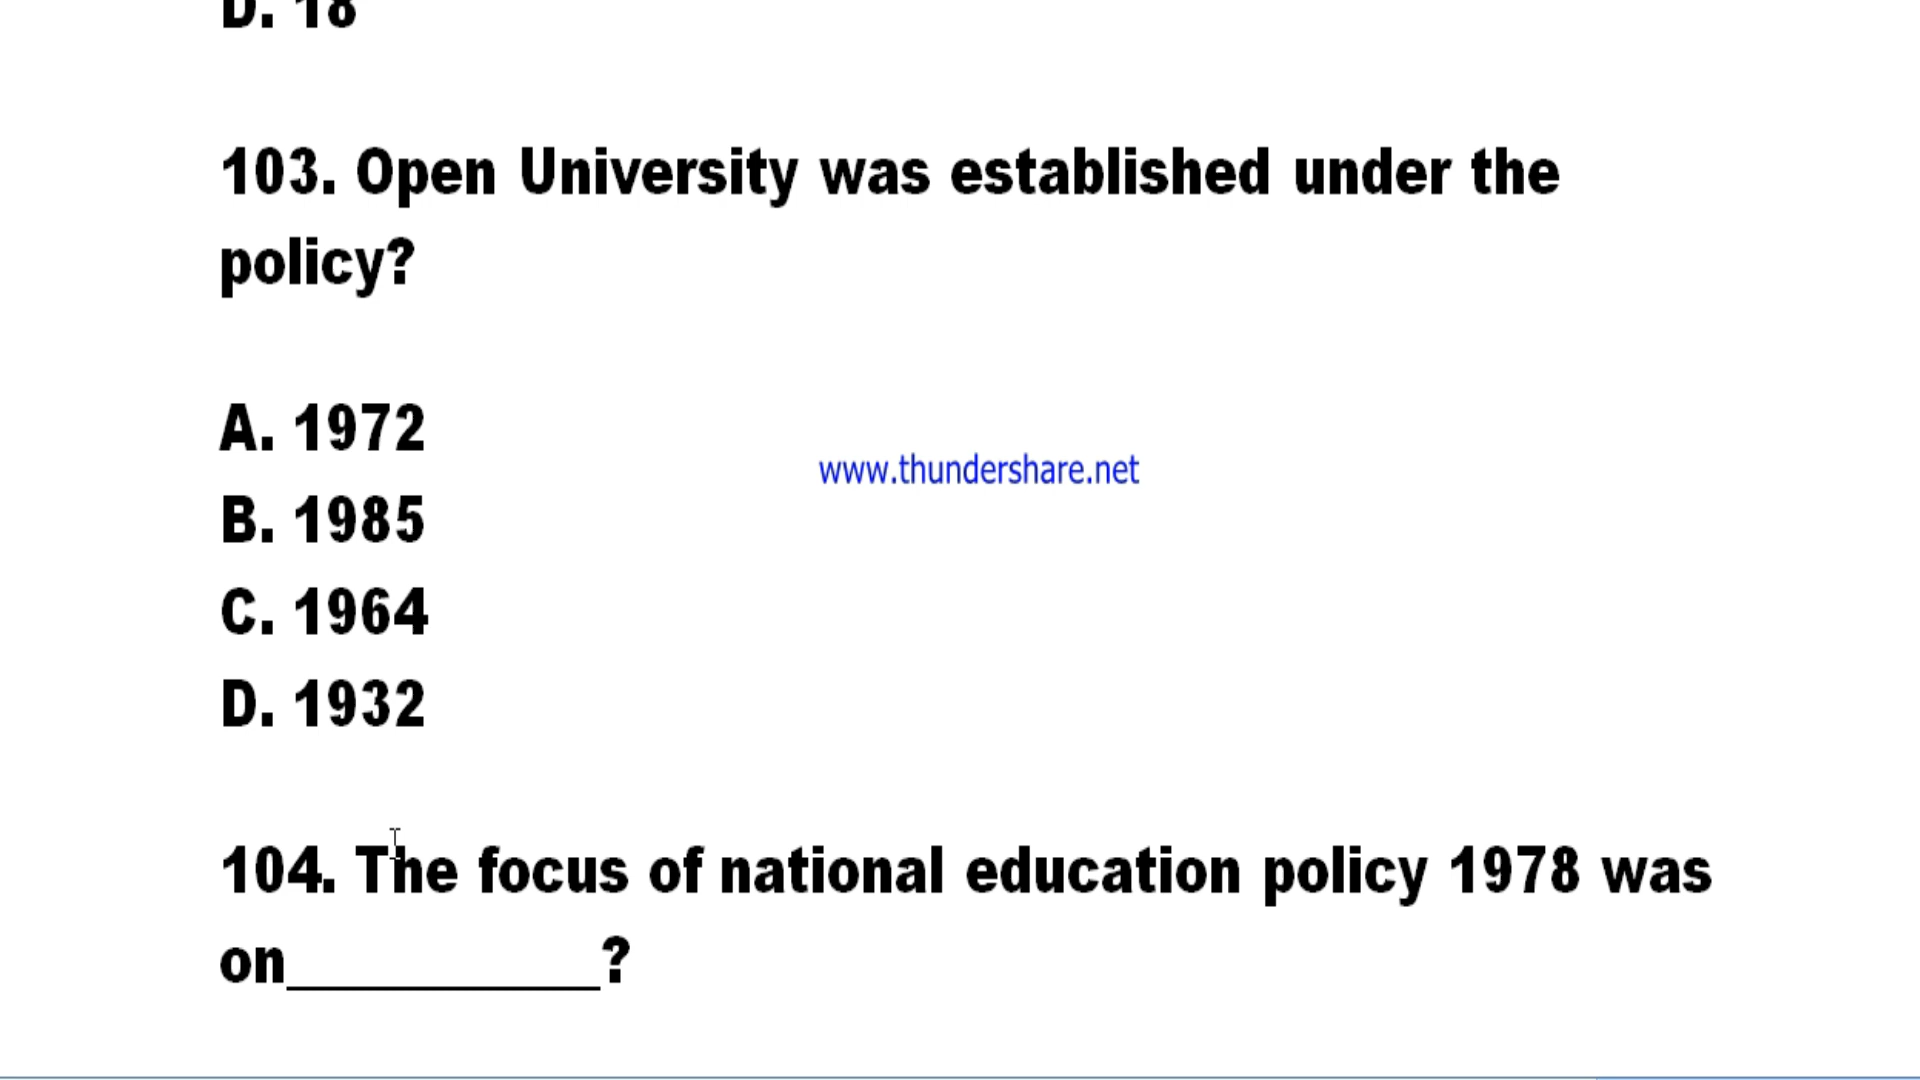 D. 18
103. Open University was established under the
policy?
A. 1972
www.thundershare.net
B. 1985
C. 1964
D. 1932
104. The focus of national education policy 1978 was
on__________?